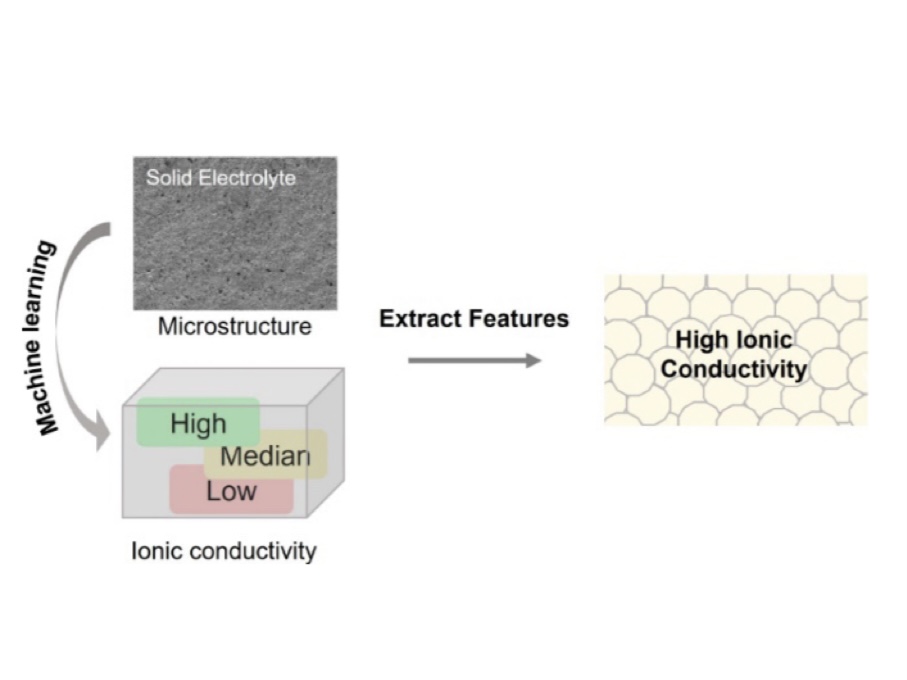 Solid Electrolyte
Microstructure
Machine learning
High
Median
Low
Ionic conductivity
Extract Features
High Ionic
Conductivity